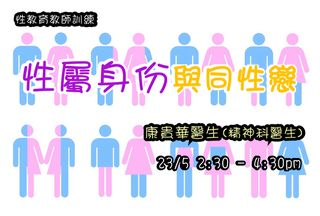 性教育教師訓練
性屬身份與同性戀
康貴華醫生(精神科醫生)
23/5 2:30 - 4:30pm